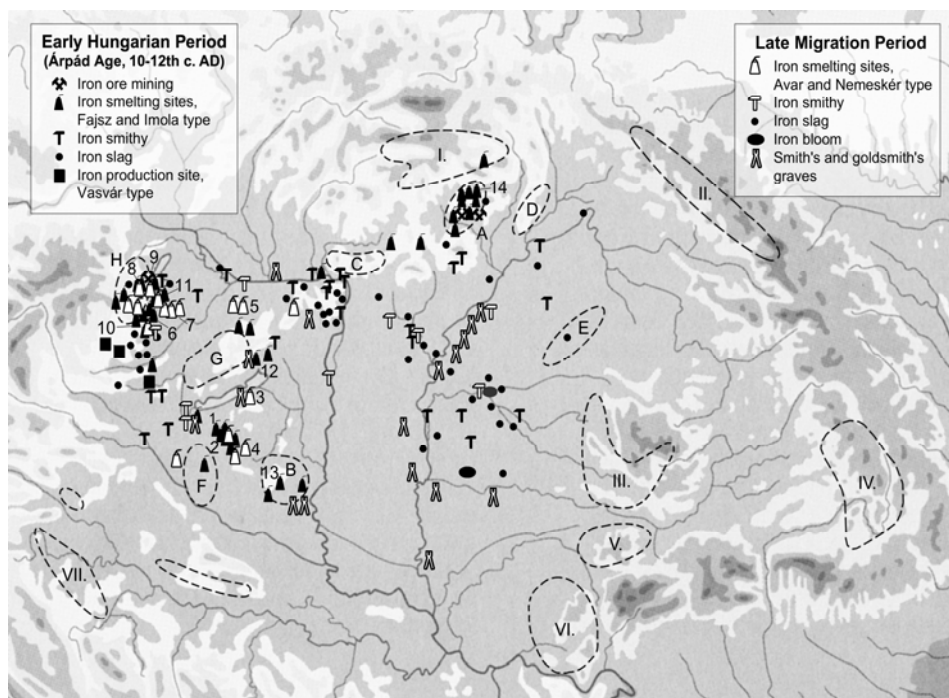 Early Hungarian Period
(Árpád Age, 10-12th c. AD)
Iron ore mining
Iron smelting sites,
Fajsz and Imola type
Iron smithy
Iron slag
Iron production site,
Vasvár type
Late Migration Period
Iron smelting sites,
Avar and Nemeskér type
Iron smithy
Iron slag
Iron bloom
Smith's and goldsmith's
graves
I.
14
II.
D
A
C
H
9
8
11
5
7
10
6
E
G
12
3
1
2
4
13
B
F
III.
IV.
V.
VII.
VI.